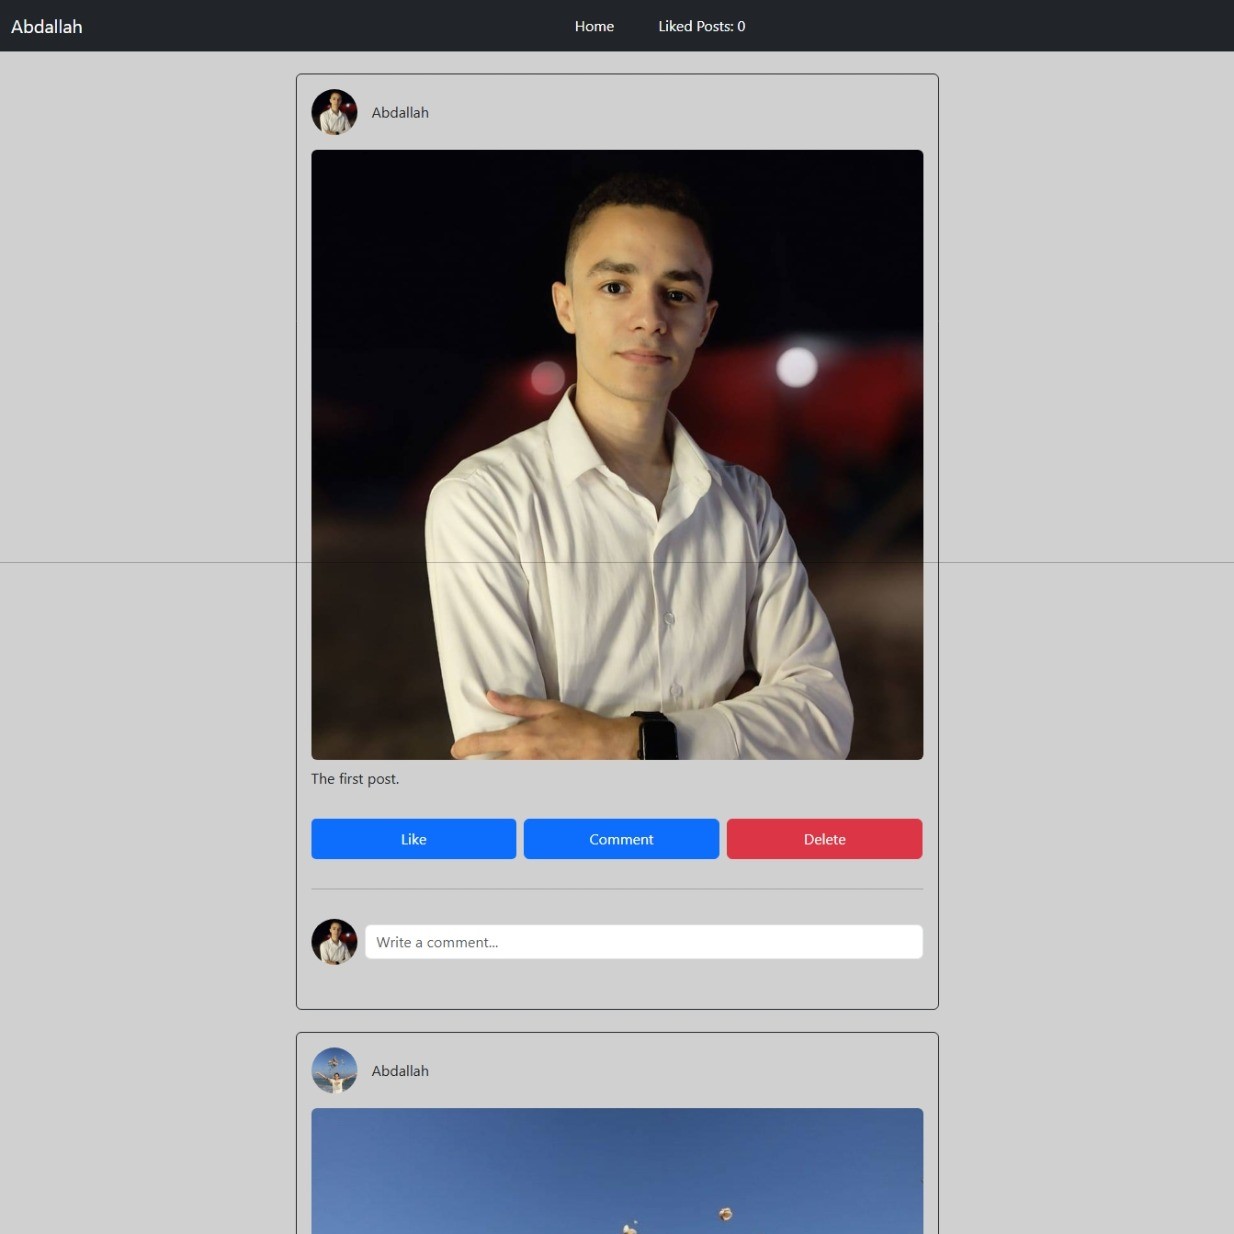 Abdallah Home Liked Posts: 0
Abdallah
The first post.
Like Comment Delete
Write a comment...
Abdallah